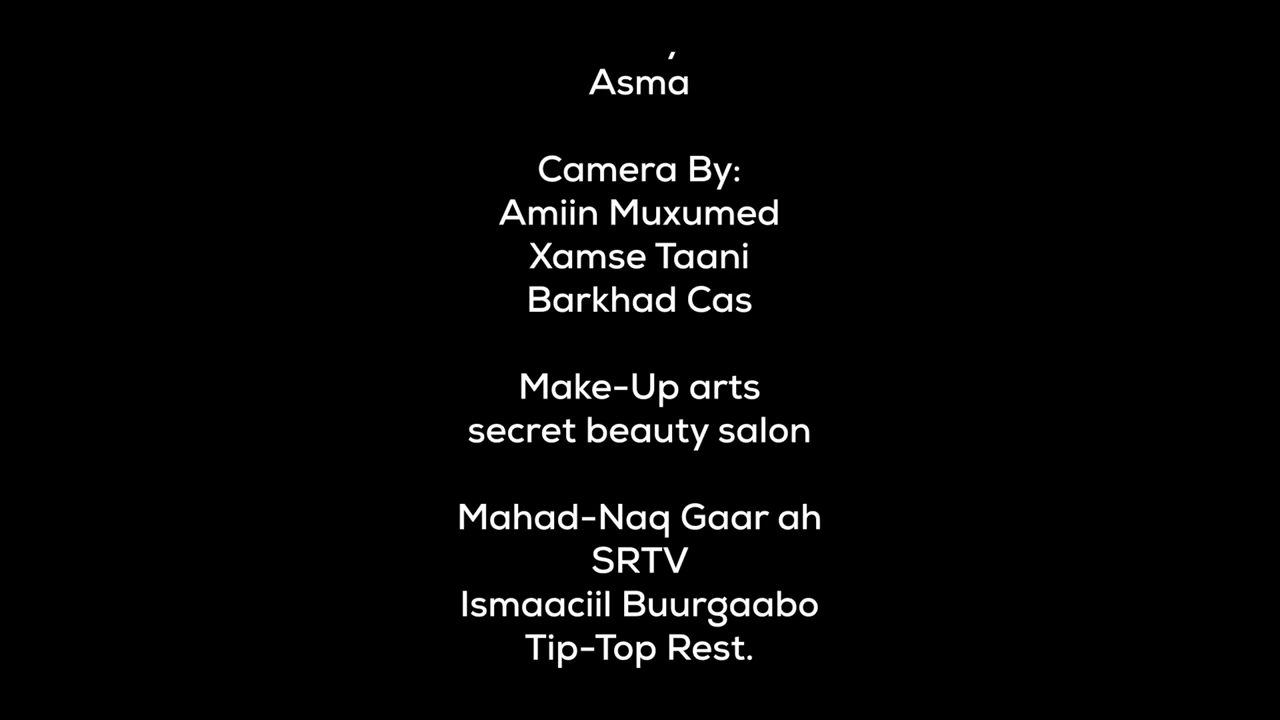 Asma
Camera By:
Amiin Muxumed
Xamse Taani
Barkhad Cas
Make-Up arts
secret beauty salon
Mahad-Naq Gaar ah
SRTV
Ismaaciil Buurgaabo
Tip-Top Rest.